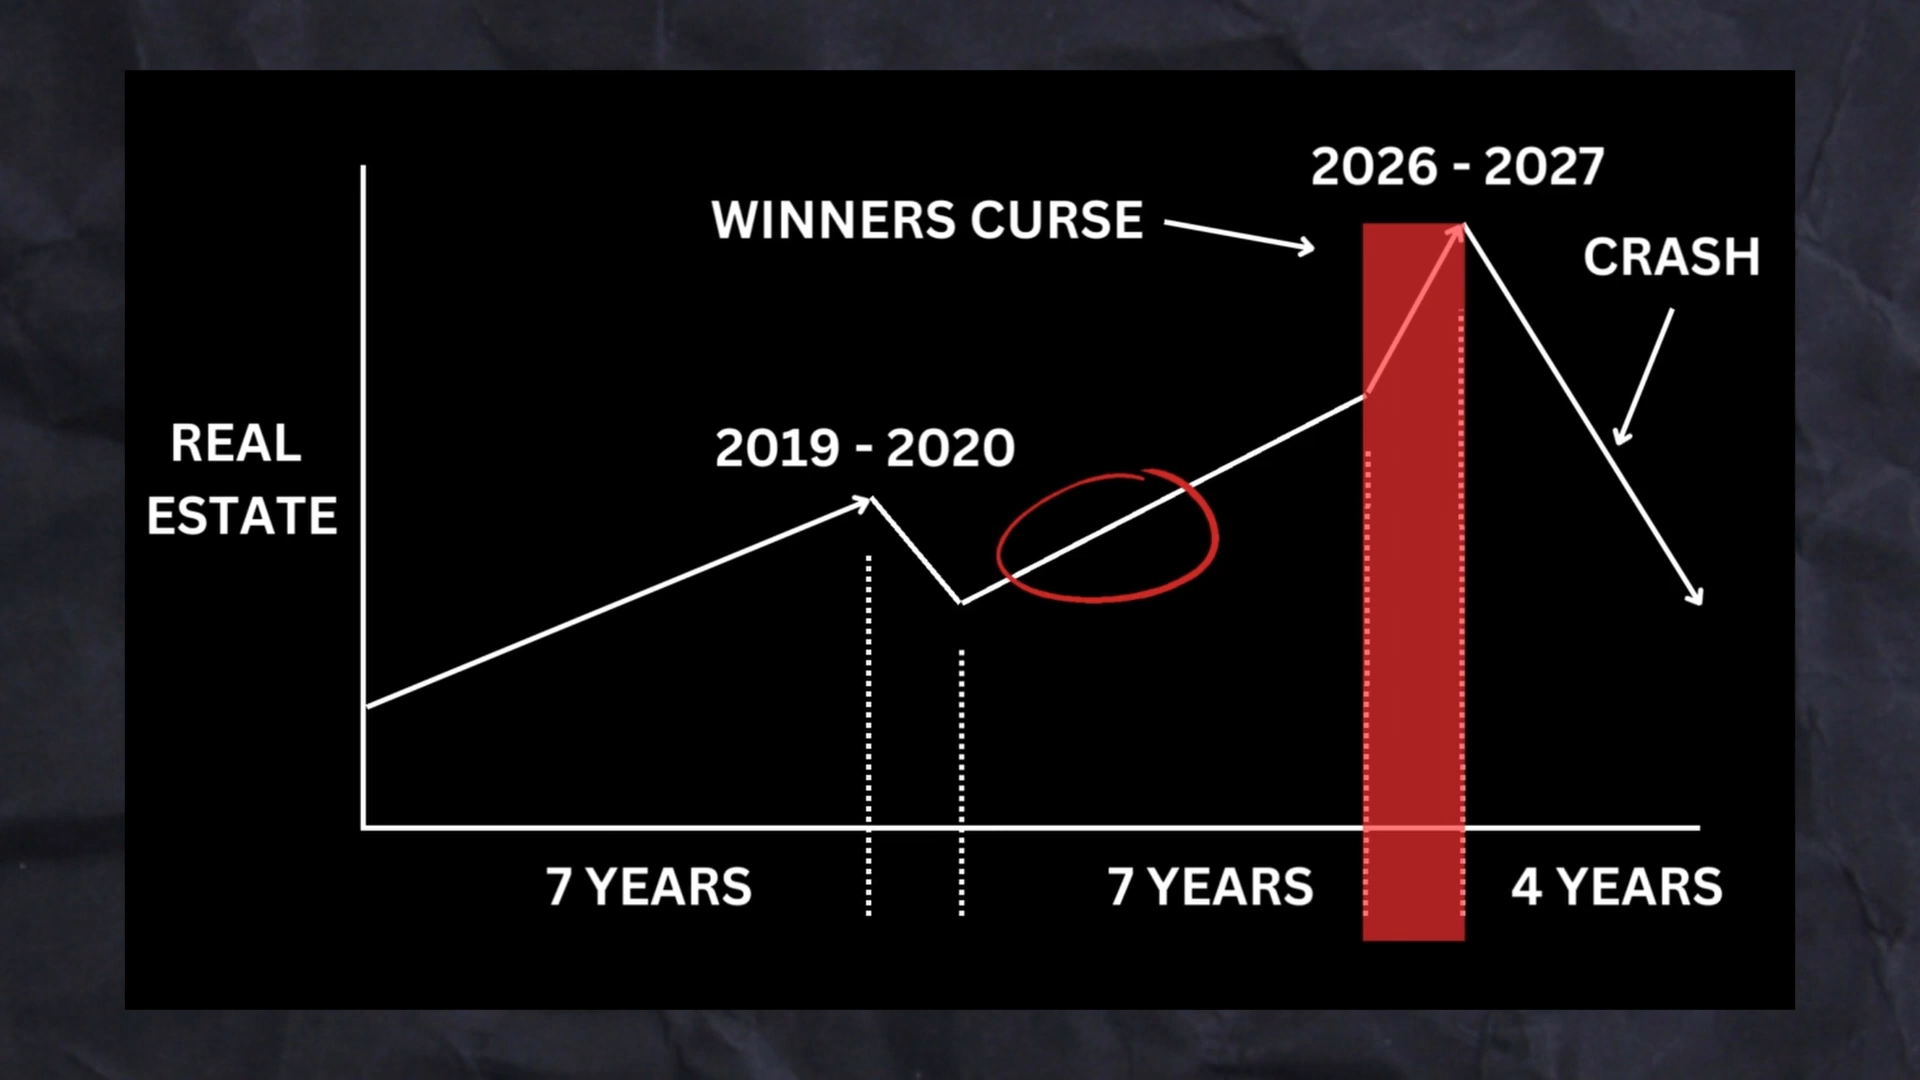 2026 - 2027
WINNERS CURSE
CRASH
REAL
ESTATE
2019 - 2020
7 YEARS
7 YEARS
4 YEARS